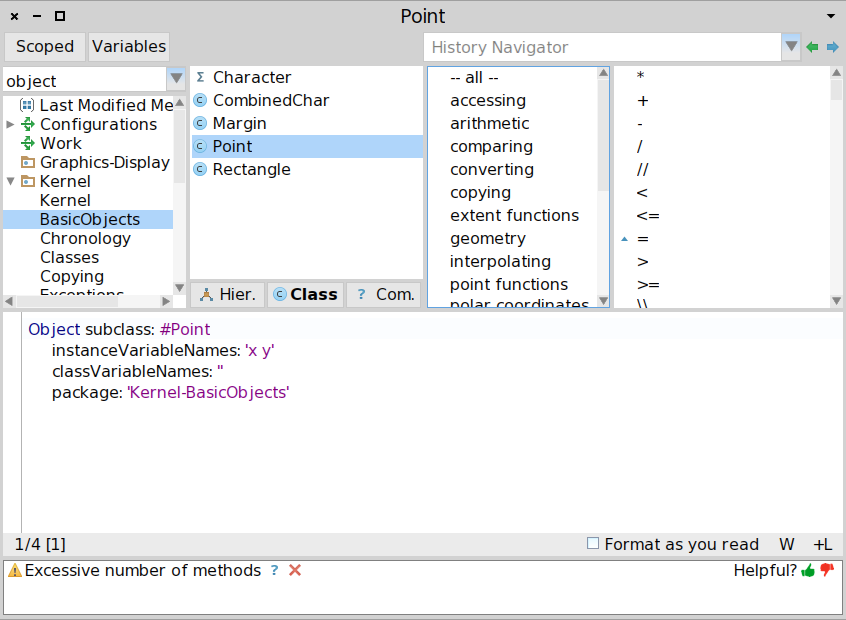 Point
Scoped Variables History Navigator
object
Last Modified Me
Configurations
Work
Graphics-Display
Kernel
Kernel
BasicObjects
Chronology
Classes
Copying
Exceptions
Character
CombinedChar
Margin
Point
Rectangle
Hier. Class ? Com.
-- all --
accessing
arithmetic
comparing
converting
copying
extent functions
geometry
interpolating
point functions
polar coordinates
*
+
-
/
//
<
<=
=
>
>=
\\
Object subclass: #Point
instanceVariableNames: 'x y'
classVariableNames: ''
package: 'Kernel-BasicObjects'
1/4 [1] Format as you read W +L
Excessive number of methods ? Helpful?